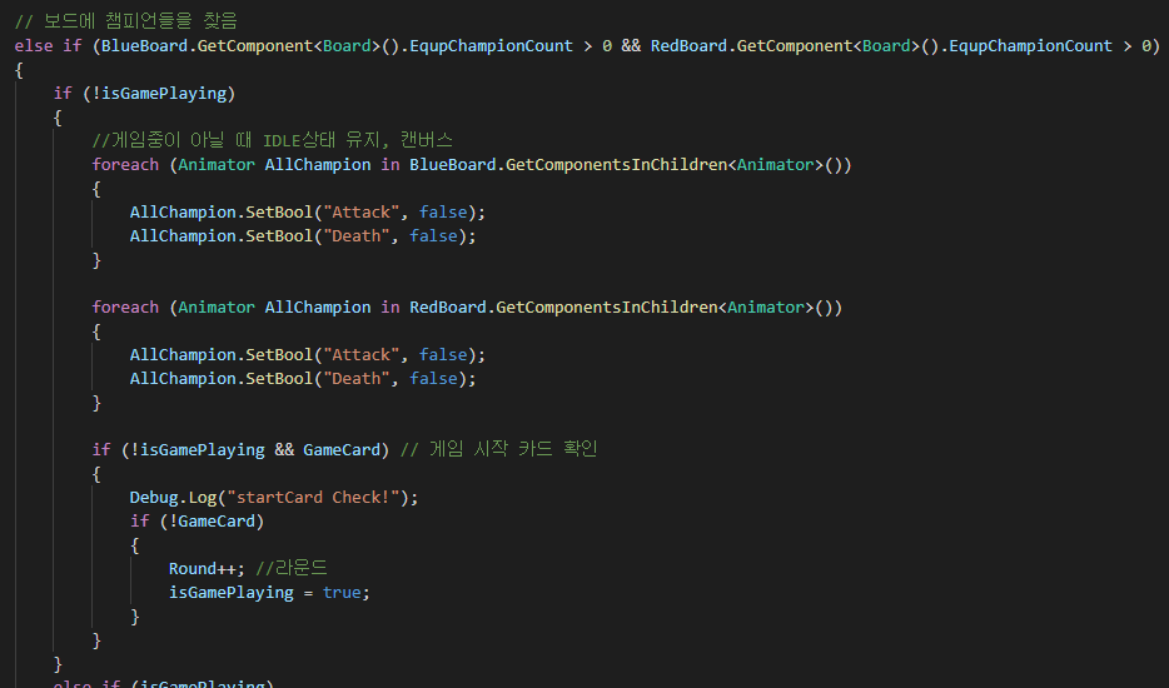 // 보드에 챔피언들을 찾음
else if (BlueBoard.GetComponent<Board>().EqupChampionCount > 0 && RedBoard.GetComponent<Board>().EqupChampionCount > 0)
{
    if (!isGamePlaying)
    {
        //게임중이 아닐 때 IDLE상태 유지, 캔버스
        foreach (Animator AllChampion in BlueBoard.GetComponentsInChildren<Animator>())
        {
            AllChampion.SetBool("Attack", false);
            AllChampion.SetBool("Death", false);
        }

        foreach (Animator AllChampion in RedBoard.GetComponentsInChildren<Animator>())
        {
            AllChampion.SetBool("Attack", false);
            AllChampion.SetBool("Death", false);
        }

        if (!isGamePlaying && GameCard) // 게임 시작 카드 확인
        {
            Debug.Log("startCard Check!");
            if (!GameCard)
            {
                Round++; //라운드
                isGamePlaying = true;
            }
        }
    }
    else if (isGamePlaying)